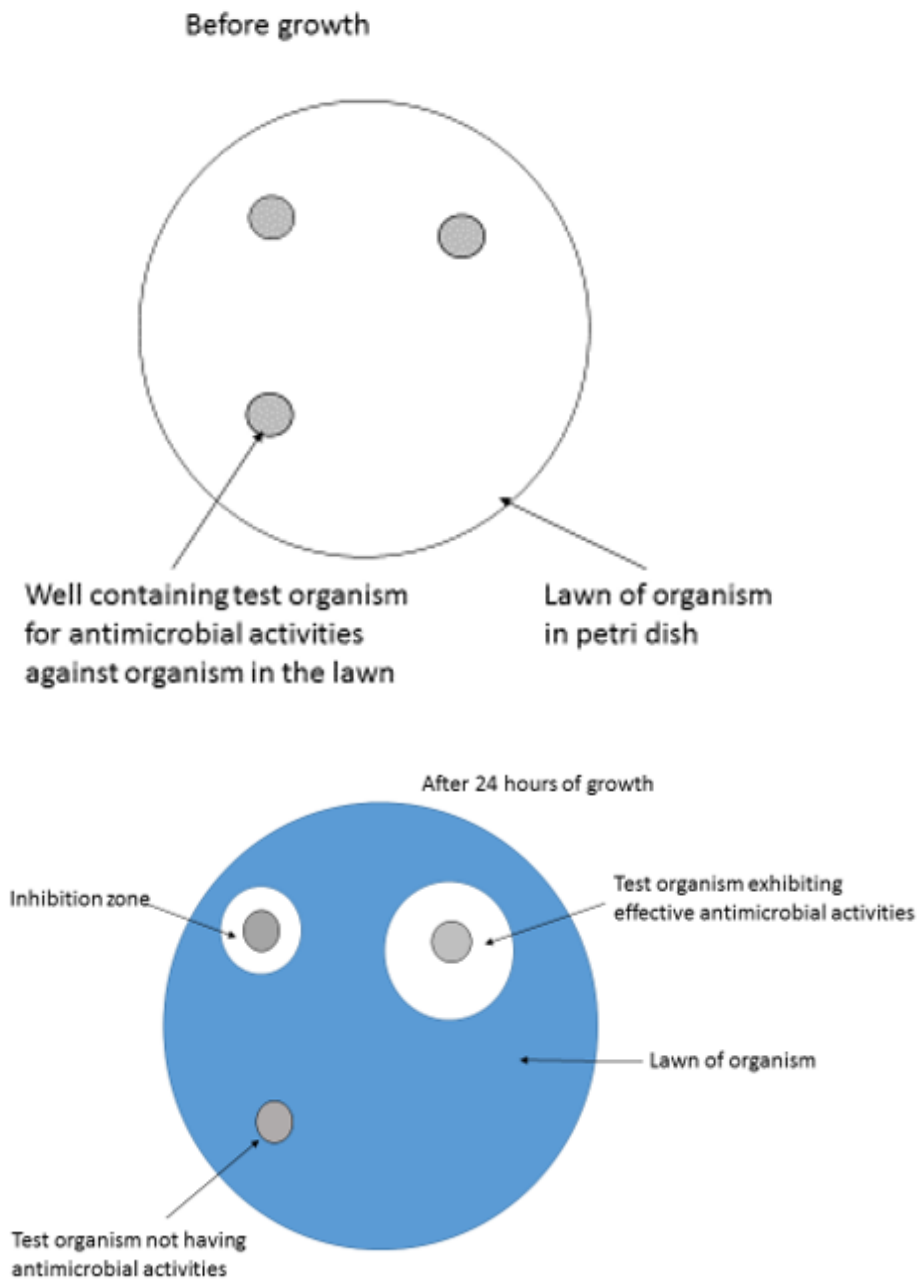 Before growth
Well containing test organism
for antimicrobial activities
against organism in the lawn
Lawn of organism
in petri dish
After 24 hours of growth
Inhibition zone
Test organism exhibiting
effective antimicrobial activities
Lawn of organism
Test organism not having
antimicrobial activities